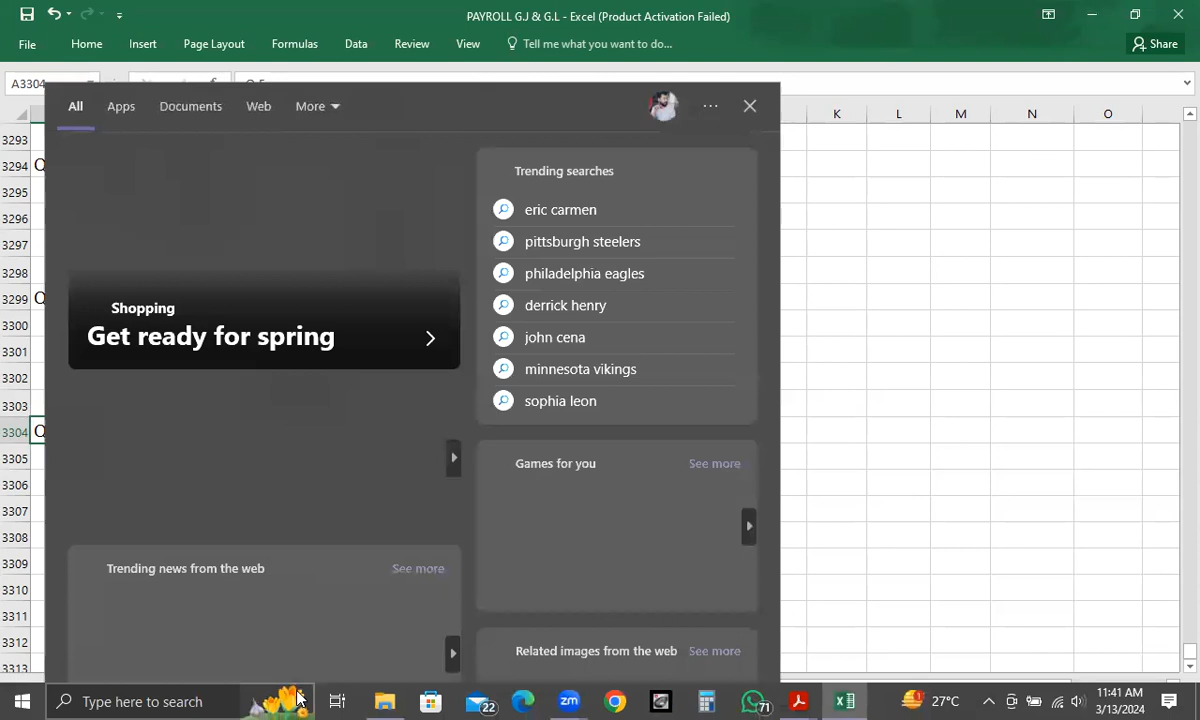 PAYROLL G.J & G.L - Excel (Product Activation Failed)
File Home Insert Page Layout Formulas Data Review View Tell me what you want to do... Share
A3304
All Apps Documents Web More
K L M N O
Trending searches
eric carmen
pittsburgh steelers
philadelphia eagles
derrick henry
john cena
minnesota vikings
sophia leon
Shopping
Get ready for spring
Games for you See more
Trending news from the web See more
Related images from the web See more
3293
3294 Q
3295
3296
3297
3298
3299 Q
3300
3301
3302
3303
3304 Q
3305
3306
3307
3308
3309
3310
3311
3312
3313
Type here to search
22
zm
71
27°C
11:41 AM
3/13/2024